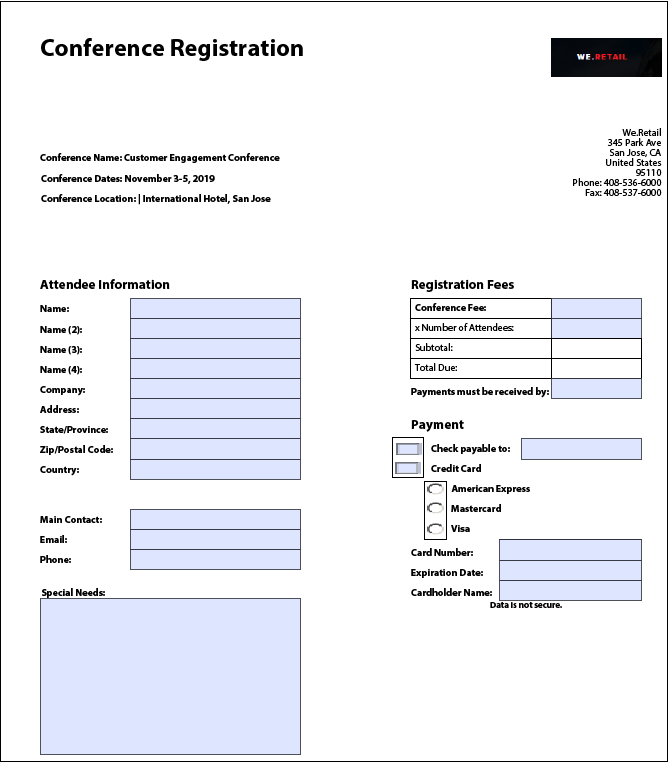 Conference Registration
WE.RETAIL
We.Retail
345 Park Ave
San Jose, CA
United States
95110
Phone: 408-536-6000
Fax: 408-537-6000
Conference Name: Customer Engagement Conference
Conference Dates: November 3-5, 2019
Conference Location: | International Hotel, San Jose
Attendee Information
Name:
Name (2):
Name (3):
Name (4):
Company:
Address:
State/Province:
Zip/Postal Code:
Country:
Main Contact:
Email:
Phone:
Special Needs:
Registration Fees
Conference Fee:
x Number of Attendees:
Subtotal:
Total Due:
Payments must be received by:
Payment
Check payable to:
Credit Card
American Express
Mastercard
Visa
Card Number:
Expiration Date:
Cardholder Name:
Data is not secure.